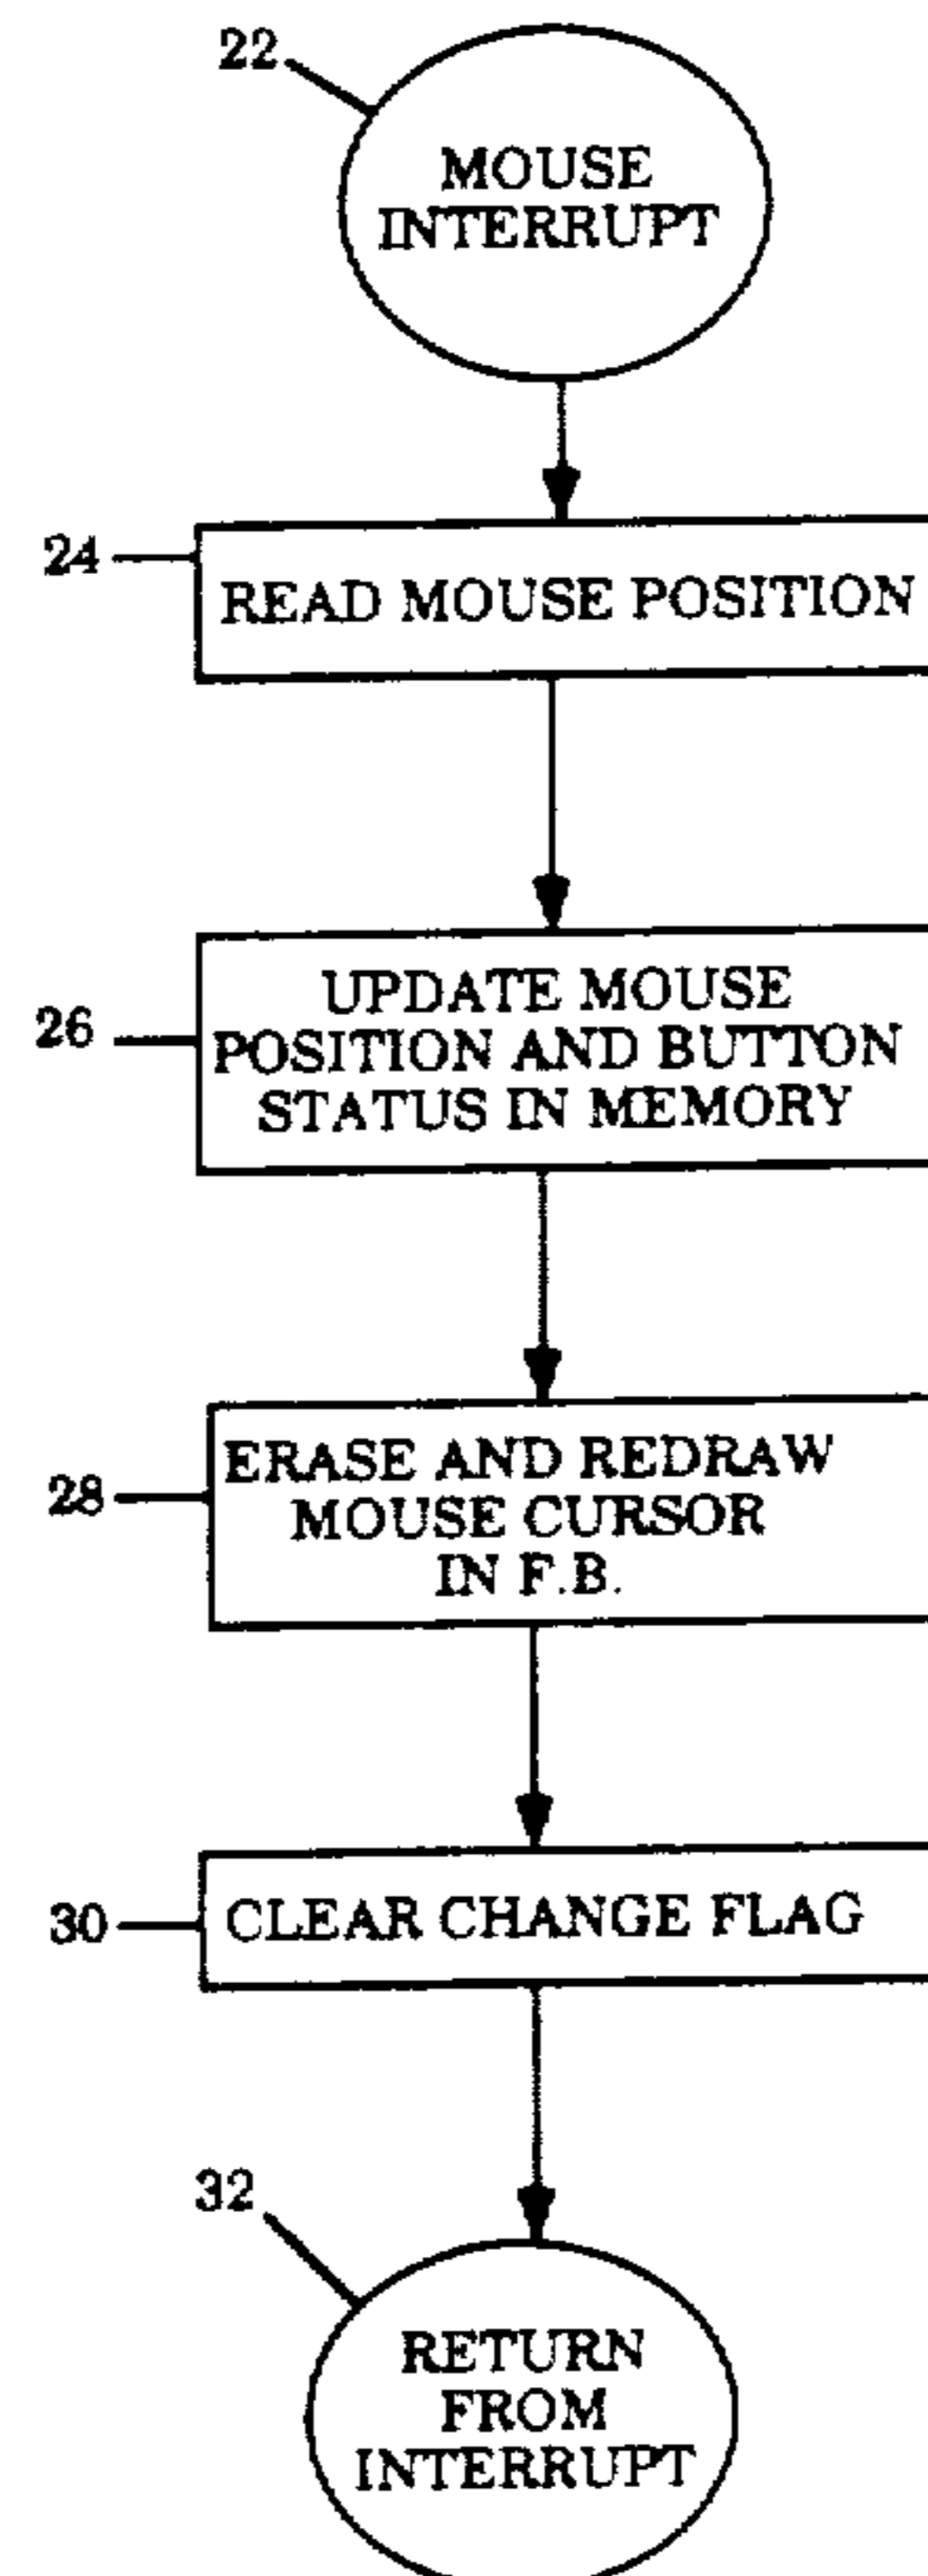 22
MOUSE
INTERRUPT
24
READ MOUSE POSITION
26
UPDATE MOUSE
POSITION AND BUTTON
STATUS IN MEMORY
28
ERASE AND REDRAW
MOUSE CURSOR
IN F.B.
30
CLEAR CHANGE FLAG
32
RETURN
FROM
INTERRUPT